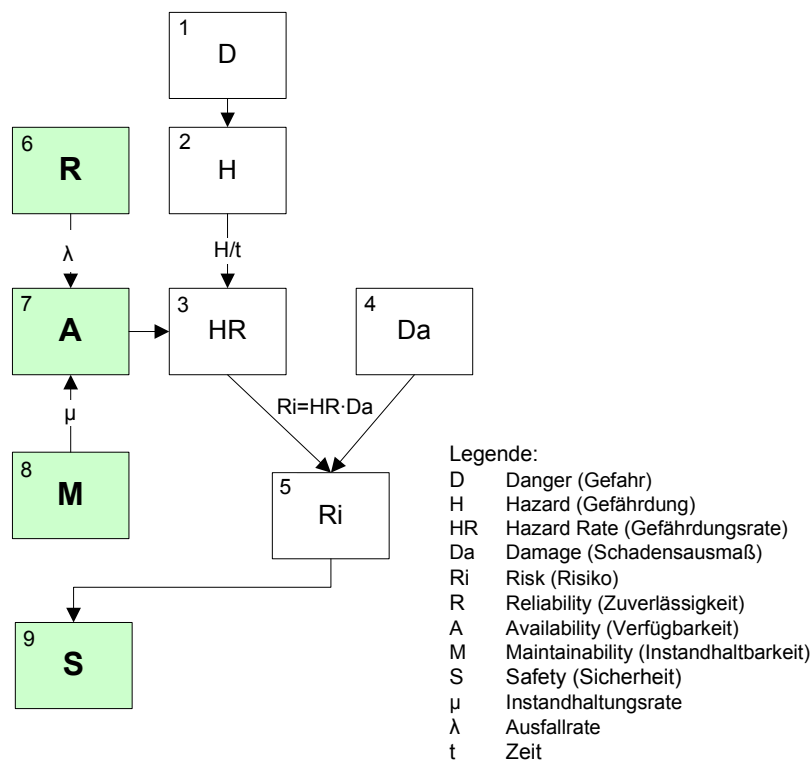 1
D
6
R
2
H
λ
H/t
7
A
3
HR
4
Da
μ
Ri=HR·Da
8
M
5
Ri
9
S
Legende:
D Danger (Gefahr)
H Hazard (Gefährdung)
HR Hazard Rate (Gefährdungsrate)
Da Damage (Schadensausmaß)
Ri Risk (Risiko)
R Reliability (Zuverlässigkeit)
A Availability (Verfügbarkeit)
M Maintainability (Instandhaltbarkeit)
S Safety (Sicherheit)
μ Instandhaltungsrate
λ Ausfallrate
t Zeit